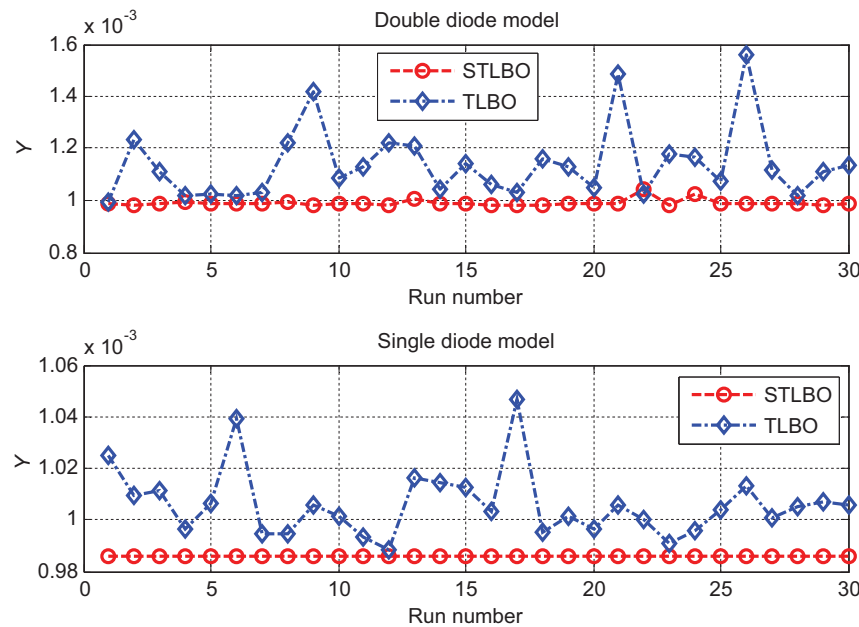 Double diode model
x 10-3
1.6
1.4
1.2
1
0.8
Y
STLBO
TLBO
0 5 10 15 20 25 30
Run number
Single diode model
x 10-3
1.06
1.04
1.02
1
0.98
Y
STLBO
TLBO
0 5 10 15 20 25 30
Run number